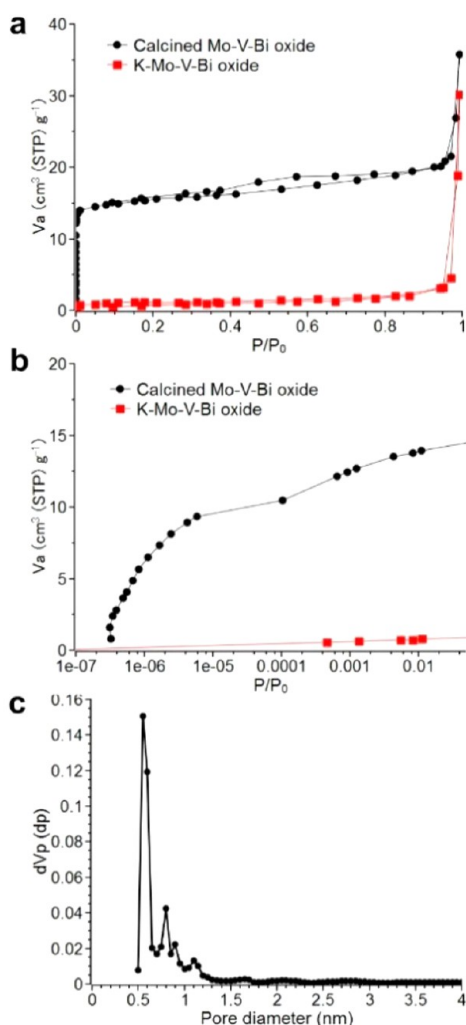 a
40
Calcined Mo-V-Bi oxide
K-Mo-V-Bi oxide
30
20
10
0
Va (cm³ (STP) g⁻¹)
0 0.2 0.4 0.6 0.8 1
P/P₀
b
20
Calcined Mo-V-Bi oxide
K-Mo-V-Bi oxide
15
10
5
0
Va (cm³ (STP) g⁻¹)
1e-07 1e-06 1e-05 0.0001 0.001 0.01
P/P₀
c
0.16
0.14
0.12
0.1
0.08
0.06
0.04
0.02
0
dVp (dp)
0 0.5 1 1.5 2 2.5 3 3.5 4
Pore diameter (nm)